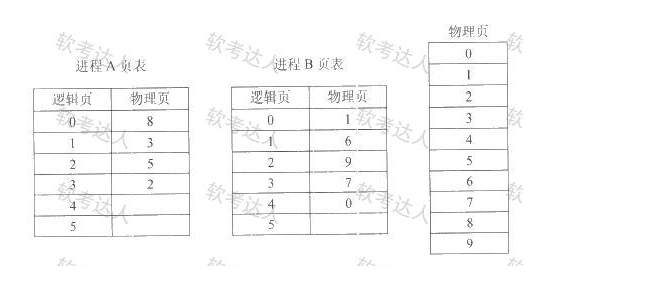 进程 A 页表
逻辑页 物理页
0 8
1 3
2 5
3 2
4
5
进程 B 页表
逻辑页 物理页
0 1
1 6
2 9
3 7
4 0
5
物理页
0
1
2
3
4
5
6
7
8
9
软考达人
软考达人
软考达人
软考达人
软考达人
软考达人